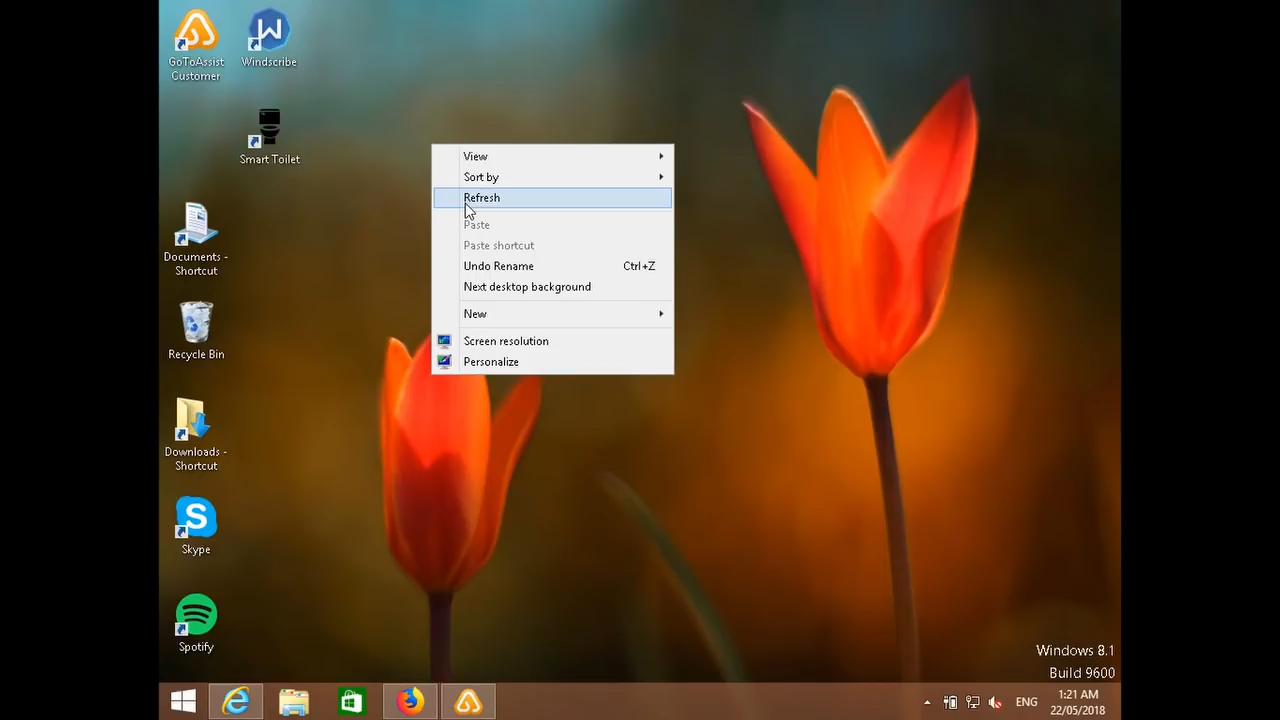 GoToAssist
Customer
Windscribe
Smart Toilet
Documents -
Shortcut
Recycle Bin
Downloads -
Shortcut
Skype
Spotify
View
Sort by
Refresh
Paste
Paste shortcut
Undo Rename Ctrl+Z
Next desktop background
New
Screen resolution
Personalize
Windows 8.1
Build 9600
ENG
1:21 AM
22/05/2018